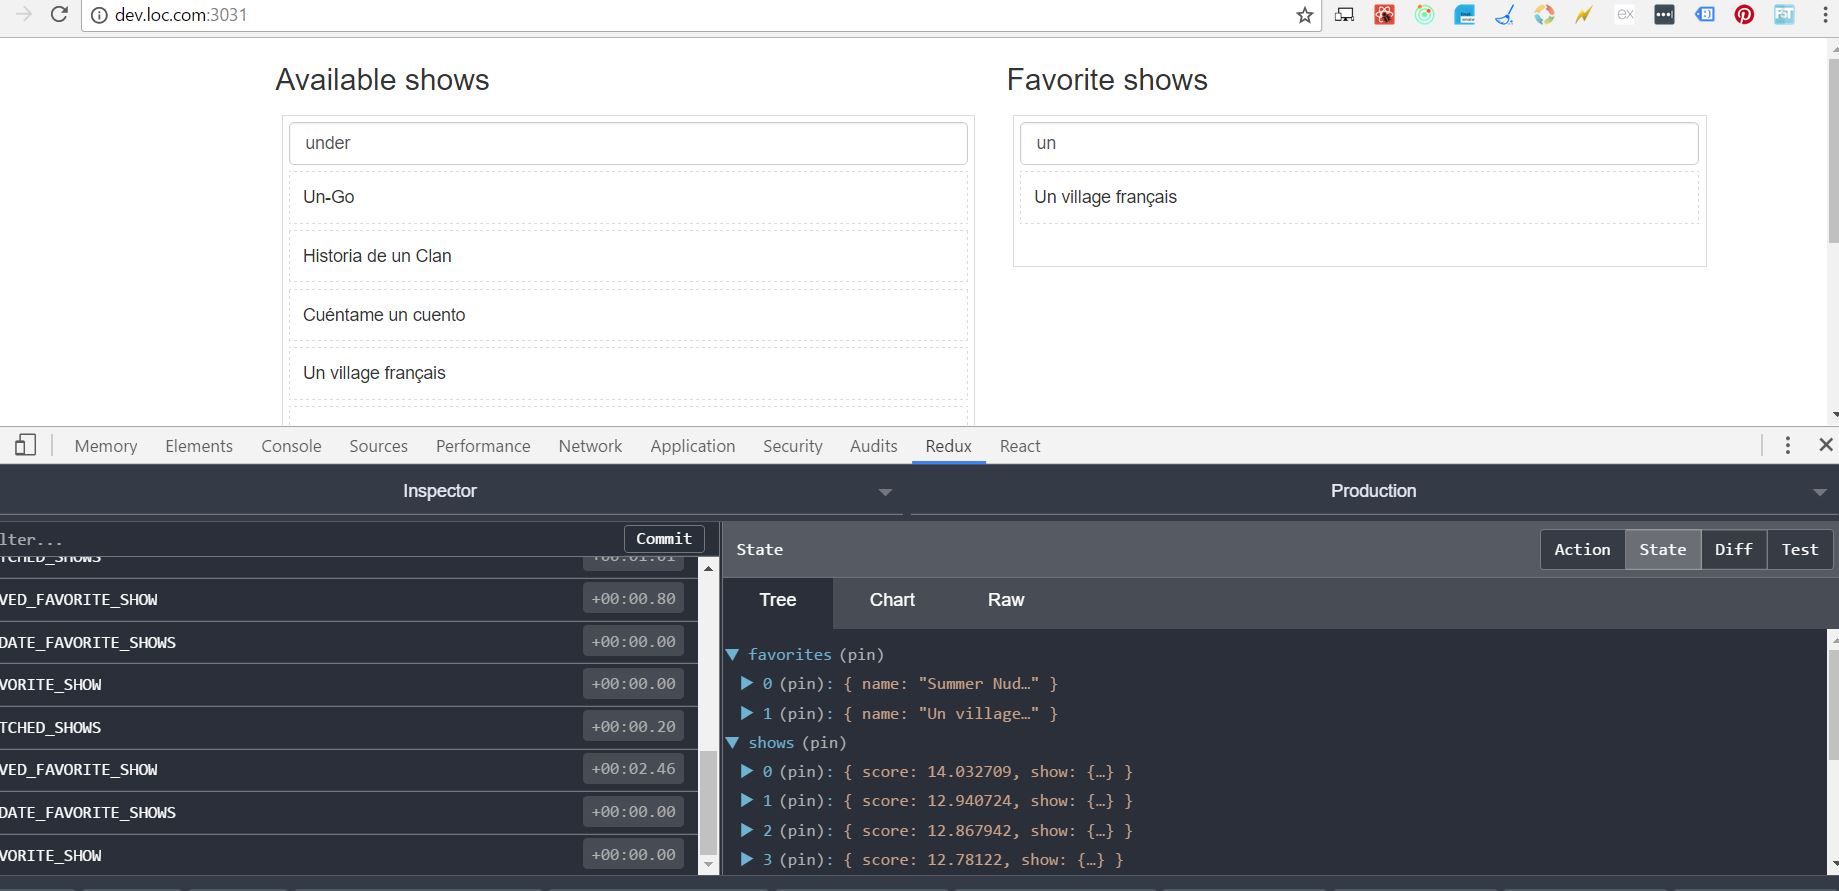 dev.loc.com:3031
ex
FST
Available shows
under
Un-Go
Historia de un Clan
Cuéntame un cuento
Un village français
Favorite shows
un
Un village français
Memory Elements Console Sources Performance Network Application Security Audits Redux React
Inspector Production
lter... Commit
TCHED_SHOWS +00:01.01
VED_FAVORITE_SHOW +00:00.80
DATE_FAVORITE_SHOWS +00:00.00
VORITE_SHOW +00:00.00
TCHED_SHOWS +00:00.20
VED_FAVORITE_SHOW +00:02.46
DATE_FAVORITE_SHOWS +00:00.00
VORITE_SHOW +00:00.00
State Action State Diff Test
Tree Chart Raw
favorites (pin)
0 (pin): { name: "Summer Nud…" }
1 (pin): { name: "Un village…" }
shows (pin)
0 (pin): { score: 14.032709, show: {…} }
1 (pin): { score: 12.940724, show: {…} }
2 (pin): { score: 12.867942, show: {…} }
3 (pin): { score: 12.78122, show: {…} }